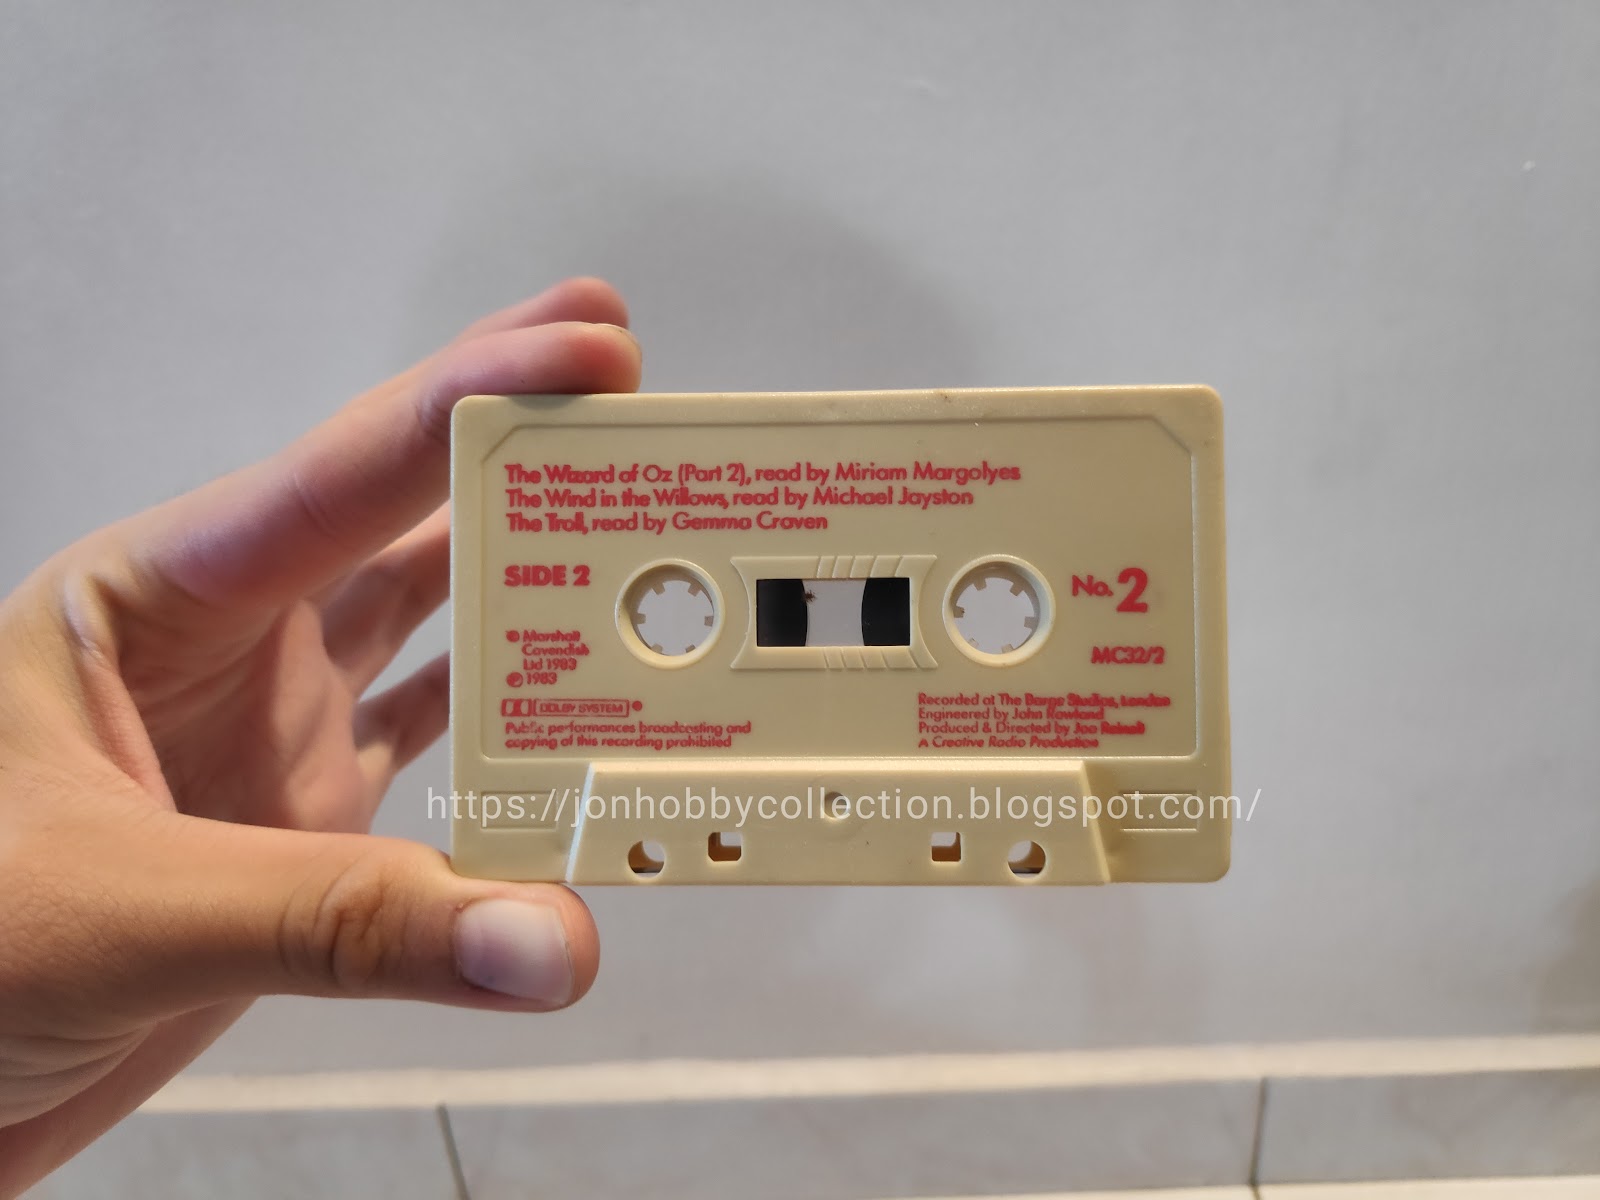 The Wizard of Oz (Part 2), read by Miriam Margolyes
The Wind in the Willows, read by Michael Jayston
The Troll, read by Gemma Craven
SIDE 2
No. 2
© Marshall
Cavendish
Ltd 1983
℗ 1983
MC32/2
DOLBY SYSTEM ®
Public performances broadcasting and
copying of this recording prohibited
Recorded at The Barge Studios, London
Engineered by John Rowland
Produced & Directed by Joe
A Creative Radio Production
https://jonhobbycollection.blogspot.com/